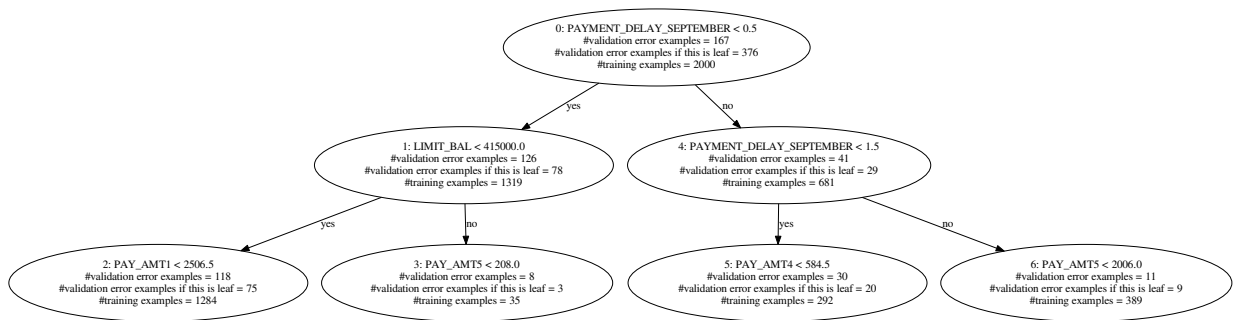 0: PAYMENT_DELAY_SEPTEMBER < 0.5
#validation error examples = 167
#validation error examples if this is leaf = 376
#training examples = 2000
yes
no
1: LIMIT_BAL < 415000.0
#validation error examples = 126
#validation error examples if this is leaf = 78
#training examples = 1319
4: PAYMENT_DELAY_SEPTEMBER < 1.5
#validation error examples = 41
#validation error examples if this is leaf = 29
#training examples = 681
yes
no
yes
no
2: PAY_AMT1 < 2506.5
#validation error examples = 118
#validation error examples if this is leaf = 75
#training examples = 1284
3: PAY_AMT5 < 208.0
#validation error examples = 8
#validation error examples if this is leaf = 3
#training examples = 35
5: PAY_AMT4 < 584.5
#validation error examples = 30
#validation error examples if this is leaf = 20
#training examples = 292
6: PAY_AMT5 < 2006.0
#validation error examples = 11
#validation error examples if this is leaf = 9
#training examples = 389